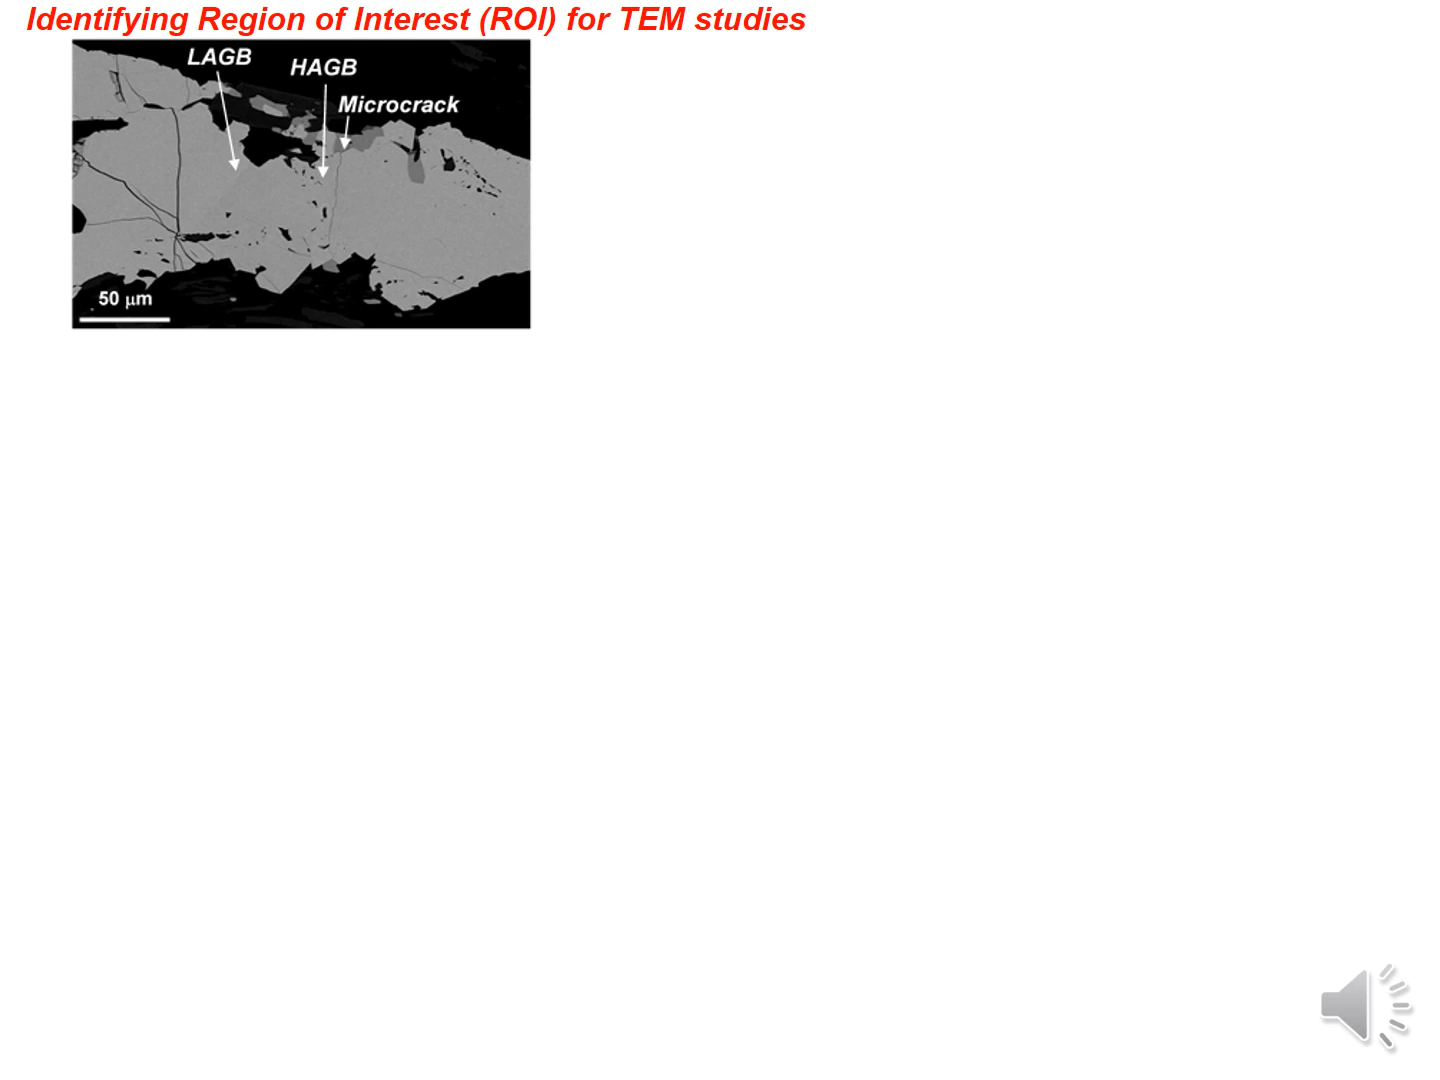 Identifying Region of Interest (ROI) for TEM studies
LAGB
HAGB
Microcrack
50 μm